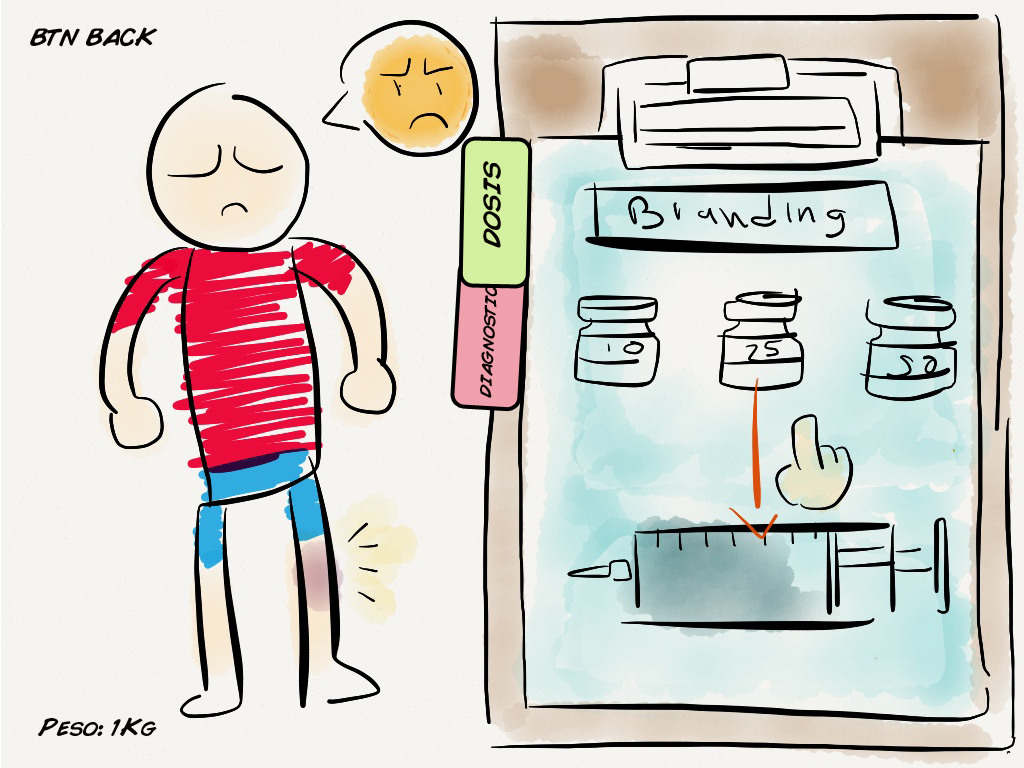 BTN BACK
DOSIS
DIAGNOSTIC
Branding
10
25
50
PESO: 1KG